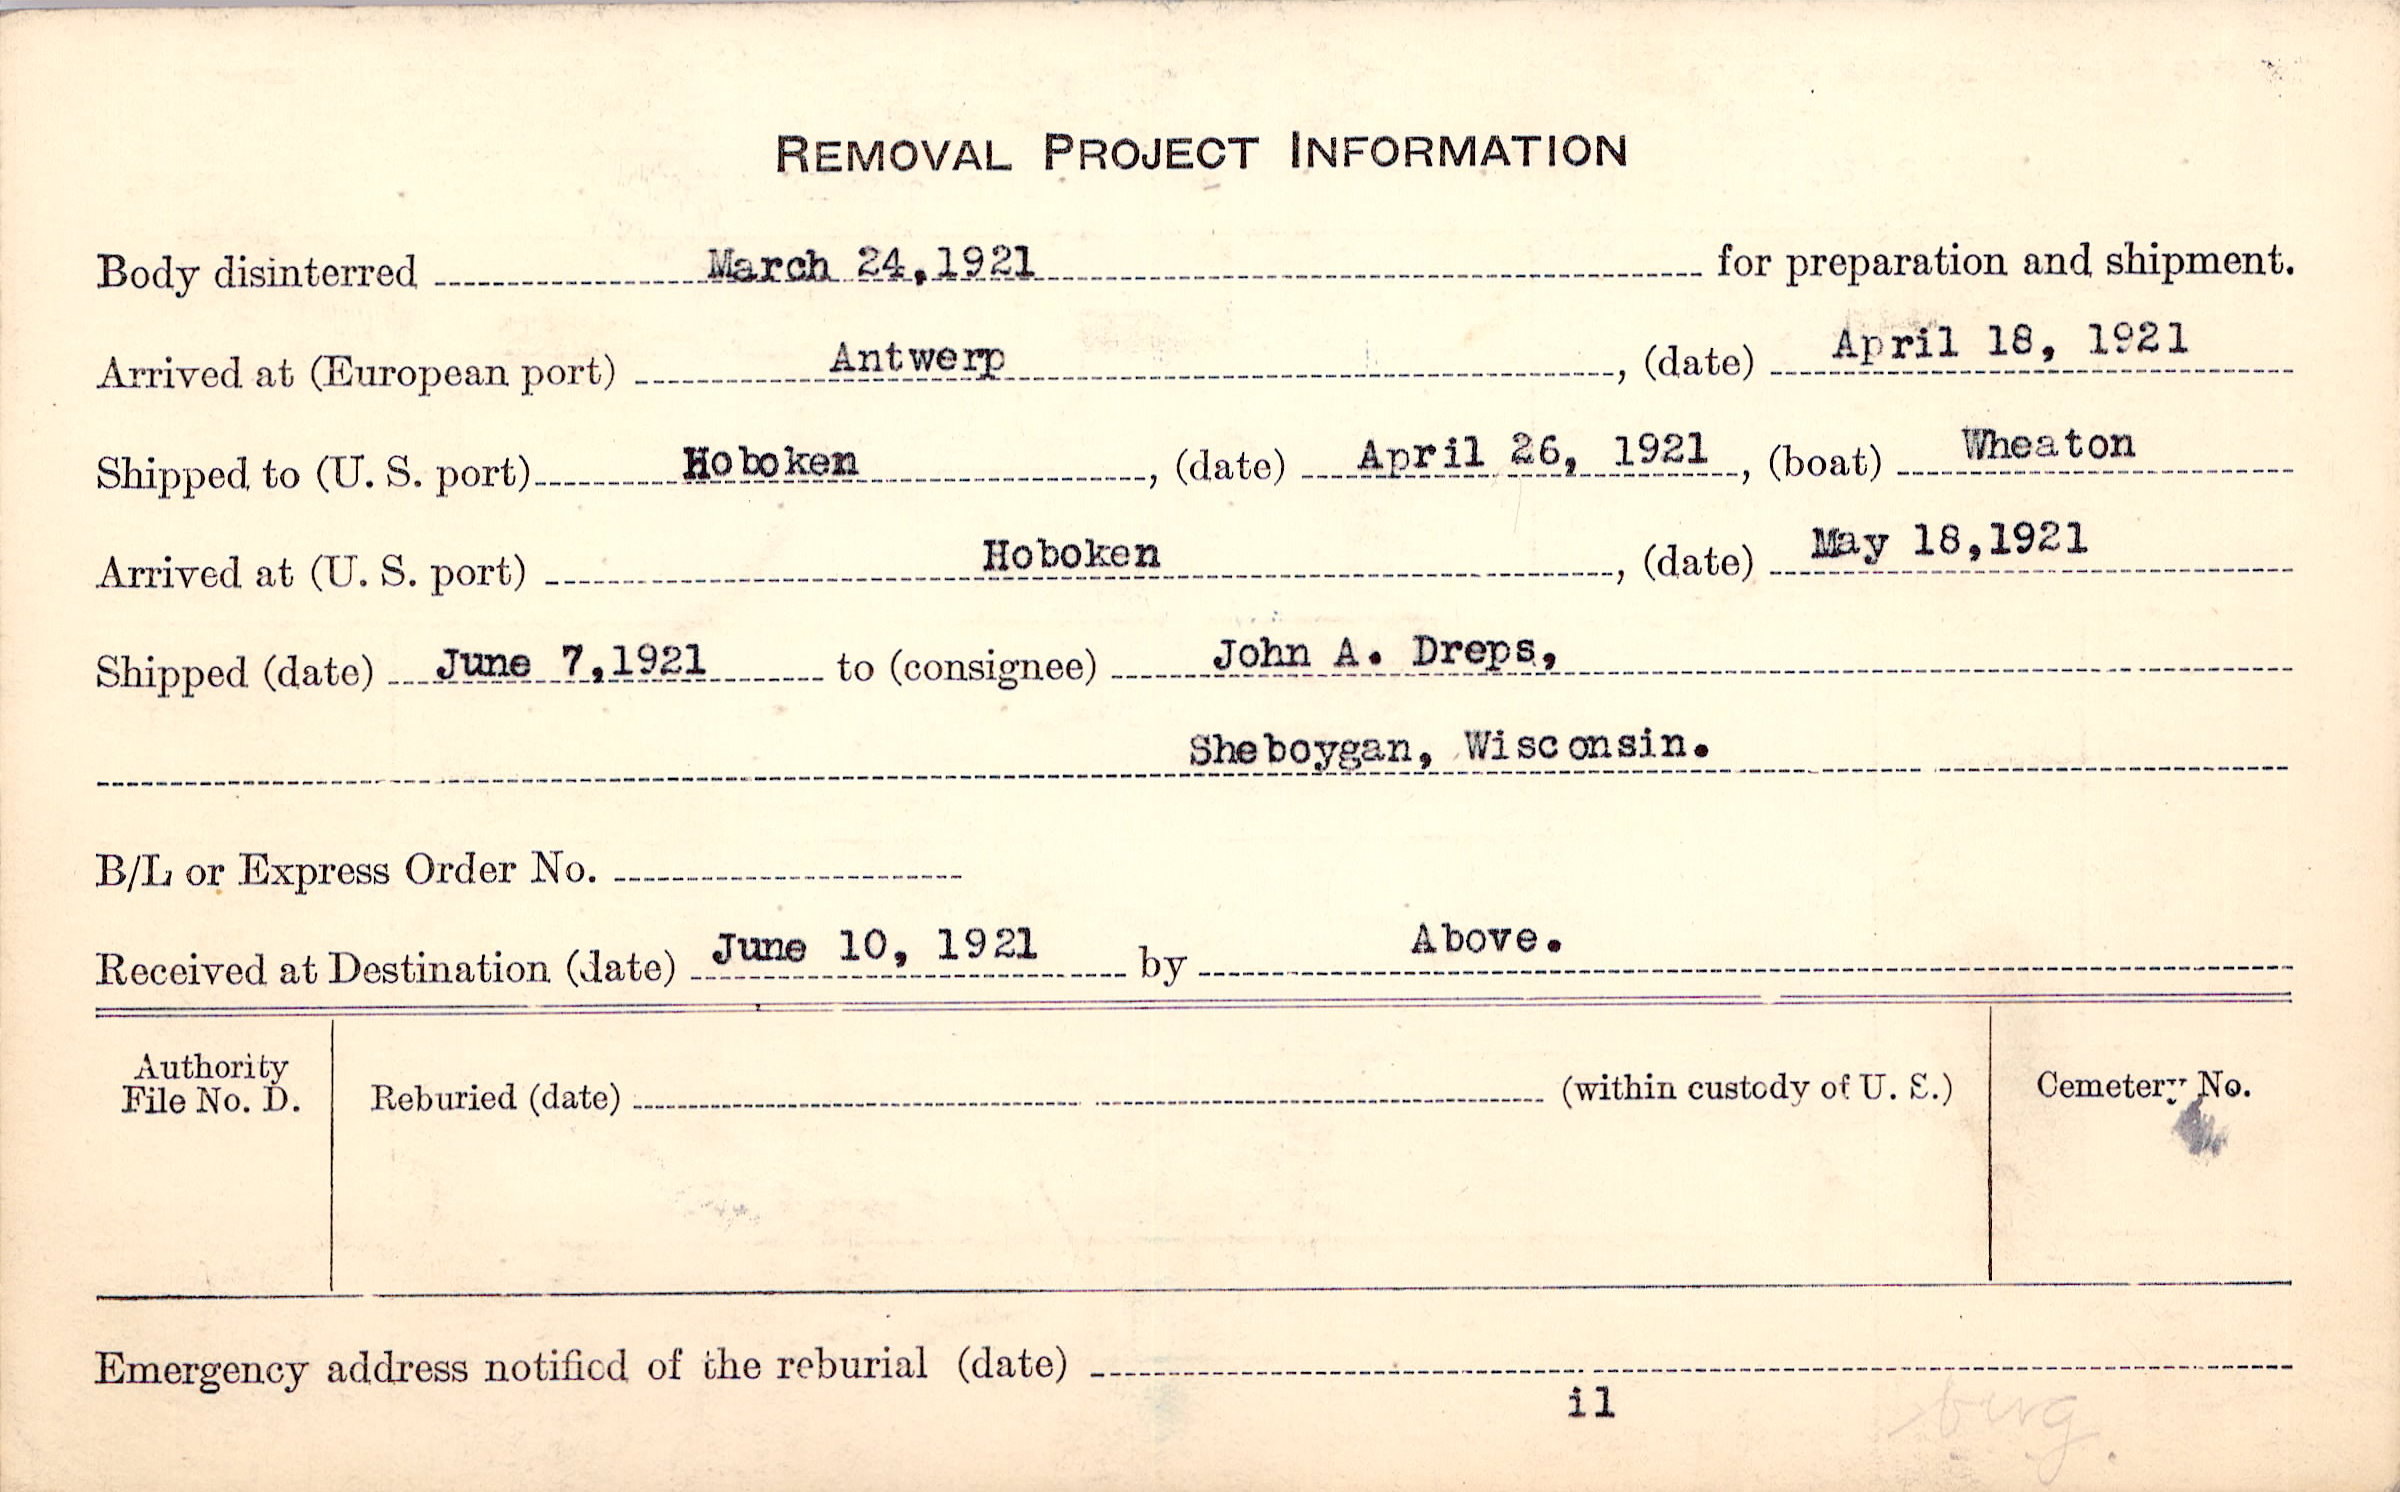 REMOVAL PROJECT INFORMATION
Body disinterred March 24,1921 for preparation and shipment.
Arrived at (European port) Antwerp, (date) April 18, 1921
Shipped to (U. S. port) Hoboken, (date) April 26, 1921, (boat) Wheaton
Arrived at (U. S. port) Hoboken, (date) May 18,1921
Shipped (date) June 7,1921 to (consignee) John A. Dreps,
Sheboygan, Wisconsin.
B/L or Express Order No.
Received at Destination (date) June 10, 1921 by Above.
Authority
File No. D.
Reburied (date) (within custody of U. S.)
Cemetery No.
Emergency address notified of the reburial (date)
il